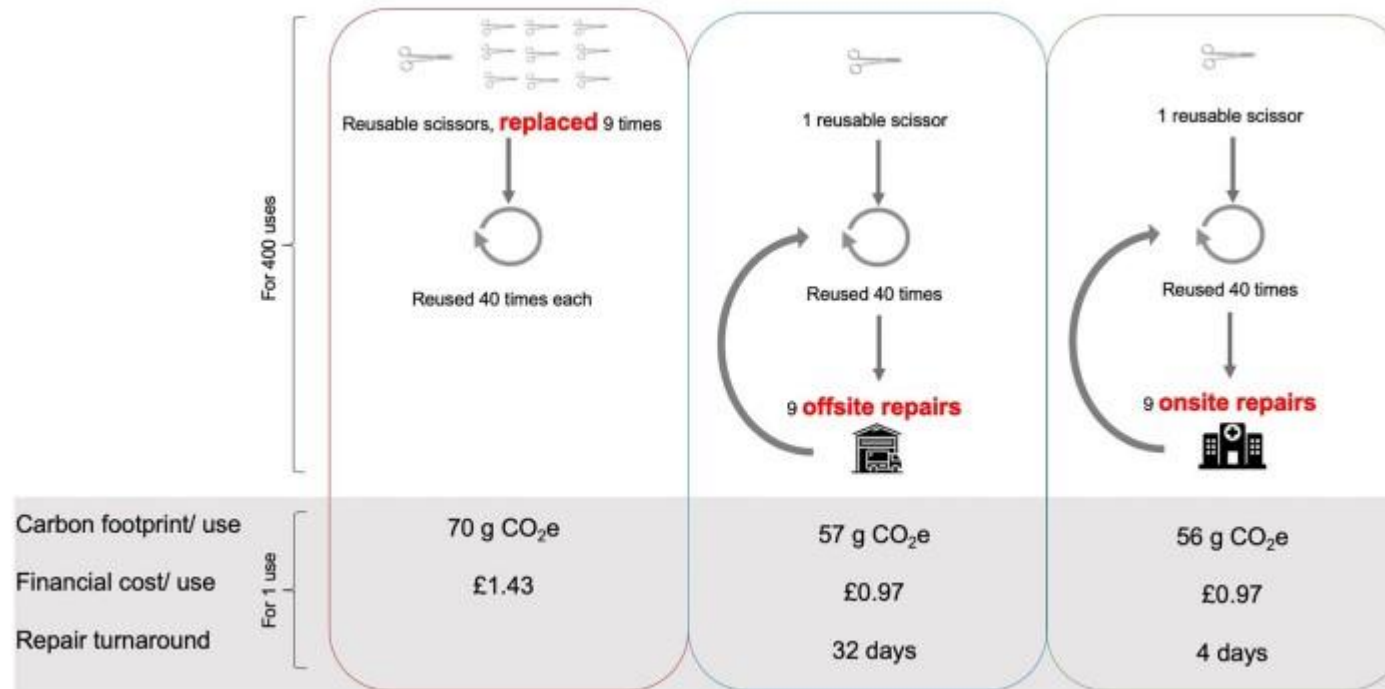 For 400 uses
Reusable scissors, replaced 9 times
Reused 40 times each
1 reusable scissor
Reused 40 times
9 offsite repairs
1 reusable scissor
Reused 40 times
9 onsite repairs
For 1 use
Carbon footprint/ use
70 g CO₂e
57 g CO₂e
56 g CO₂e
Financial cost/ use
£1.43
£0.97
£0.97
Repair turnaround
32 days
4 days